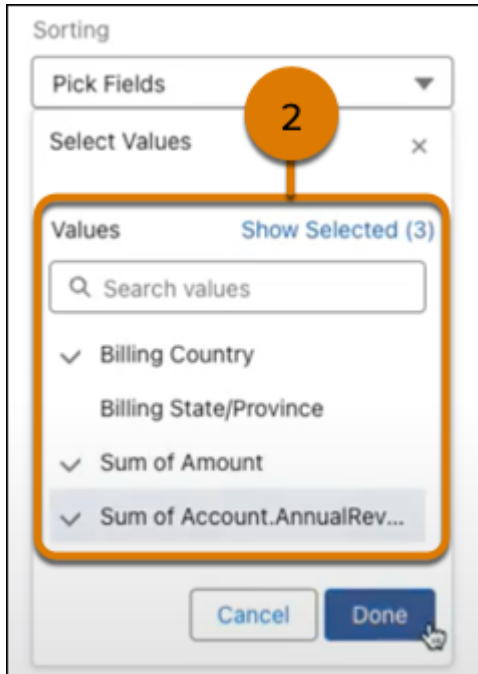 Sorting
Pick Fields
2
Select Values
Values Show Selected (3)
Search values
Billing Country
Billing State/Province
Sum of Amount
Sum of Account.AnnualRev...
Cancel Done